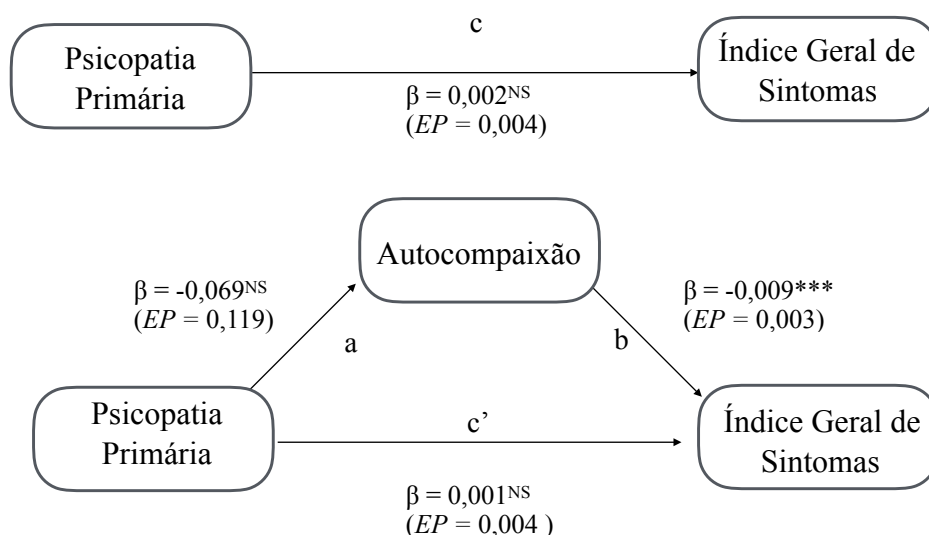 c
Psicopatia
Primária
Índice Geral de
Sintomas
β = 0,002ᴺˢ
(EP = 0,004)
Autocompaixão
β = -0,069ᴺˢ
(EP = 0,119)
β = -0,009***
(EP = 0,003)
a
b
Psicopatia
Primária
c’
Índice Geral de
Sintomas
β = 0,001ᴺˢ
(EP = 0,004 )